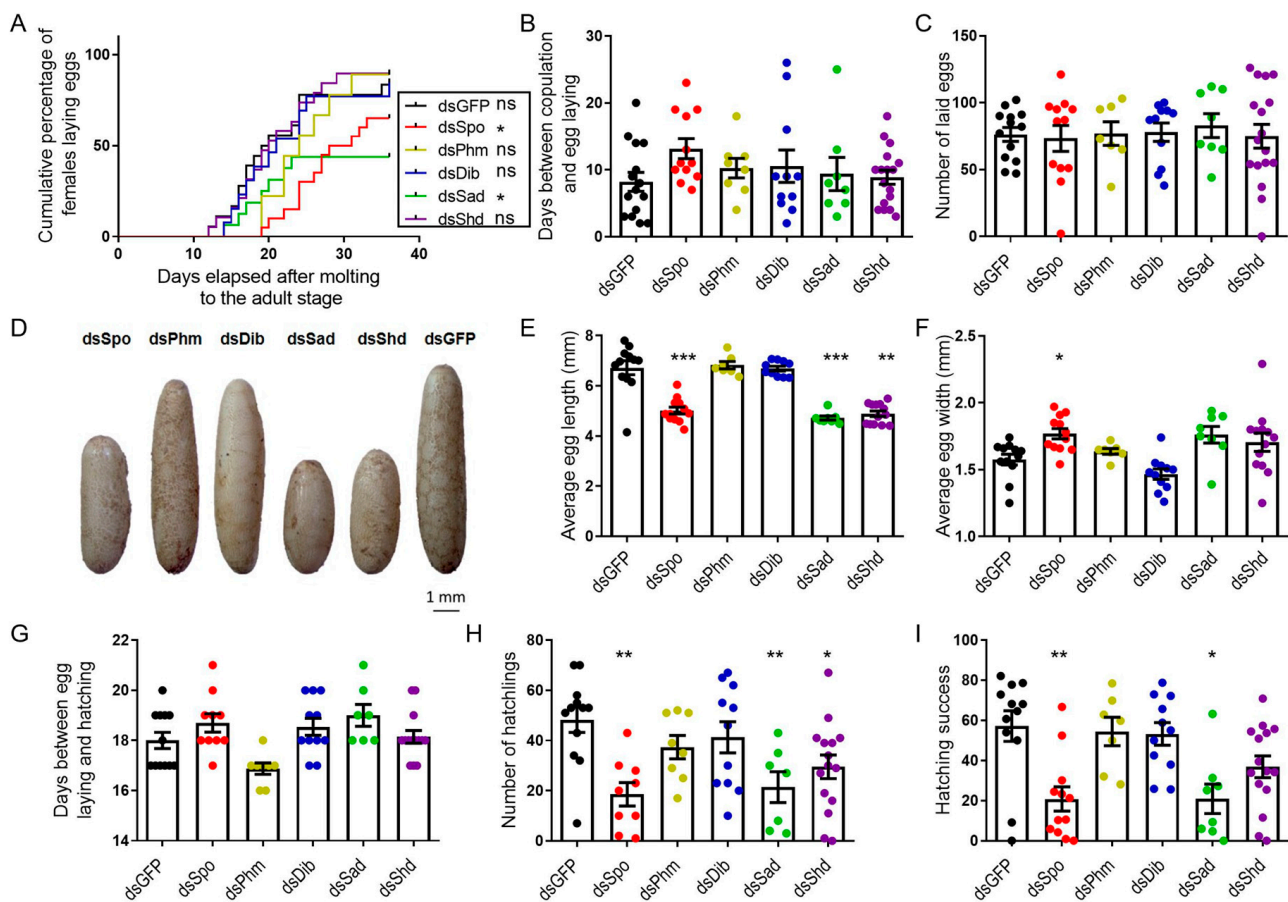 A
Cumulative percentage of
females laying eggs
100
50
0
0 10 20 30 40
Days elapsed after molting
to the adult stage
dsGFP ns
dsSpo *
dsPhm ns
dsDib ns
dsSad *
dsShd ns
B
Days between copulation
and egg laying
30
20
10
0
dsGFP dsSpo dsPhm dsDib dsSad dsShd
C
Number of laid eggs
150
100
50
0
dsGFP dsSpo dsPhm dsDib dsSad dsShd
D
dsSpo dsPhm dsDib dsSad dsShd dsGFP
1 mm
E
Average egg length (mm)
8
6
4
2
0
*** *** **
dsGFP dsSpo dsPhm dsDib dsSad dsShd
F
Average egg width (mm)
2.5
2.0
1.5
1.0
*
dsGFP dsSpo dsPhm dsDib dsSad dsShd
G
Days between egg
laying and hatching
22
20
18
16
14
dsGFP dsSpo dsPhm dsDib dsSad dsShd
H
Number of hatchlings
80
60
40
20
0
** ** *
dsGFP dsSpo dsPhm dsDib dsSad dsShd
I
Hatching success
100
80
60
40
20
0
** *
dsGFP dsSpo dsPhm dsDib dsSad dsShd